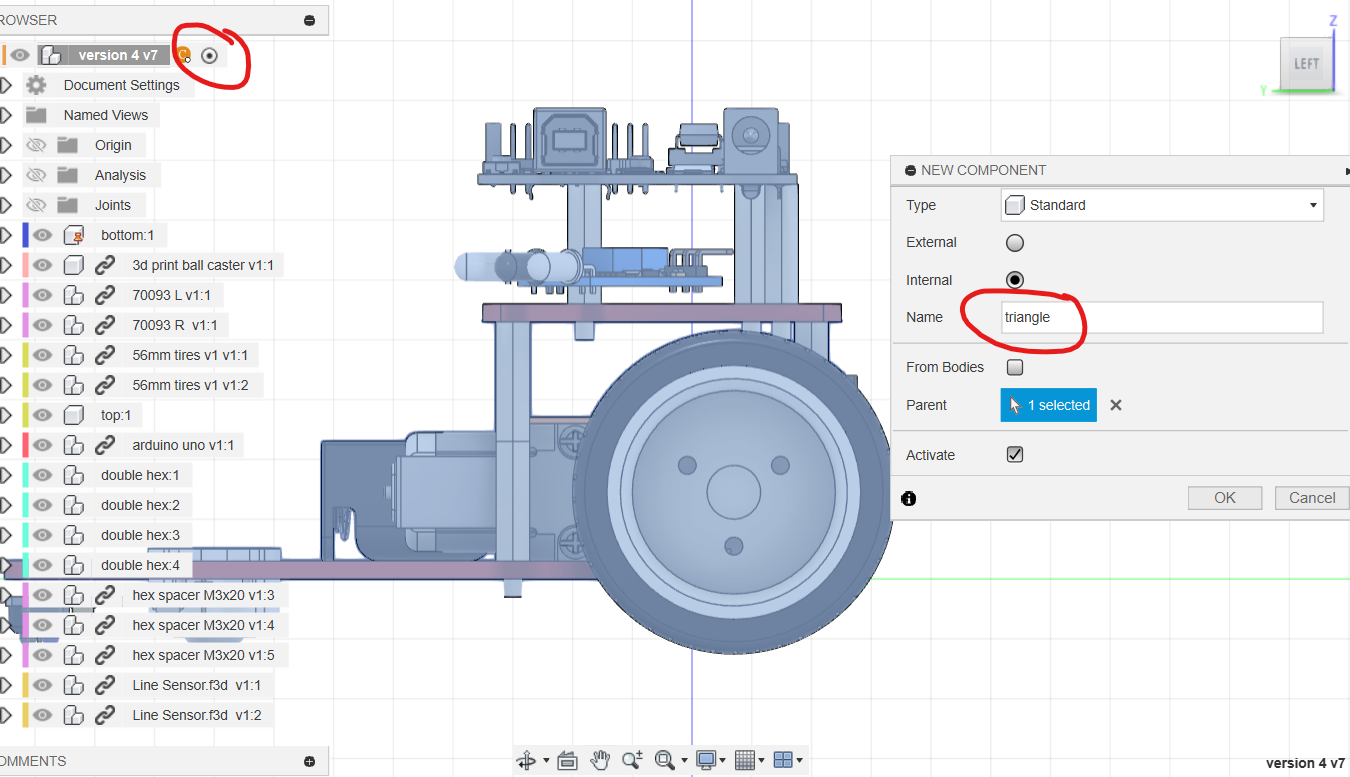 ROWSER
version 4 v7
Document Settings
Named Views
Origin
Analysis
Joints
bottom:1
3d print ball caster v1:1
70093 L v1:1
70093 R v1:1
56mm tires v1 v1:1
56mm tires v1 v1:2
top:1
arduino uno v1:1
double hex:1
double hex:2
double hex:3
double hex:4
hex spacer M3x20 v1:3
hex spacer M3x20 v1:4
hex spacer M3x20 v1:5
Line Sensor.f3d v1:1
Line Sensor.f3d v1:2
OMMENTS
Z
LEFT
Y
NEW COMPONENT
Type Standard
External
Internal
Name triangle
From Bodies
Parent 1 selected
Activate
OK Cancel
version 4 v7